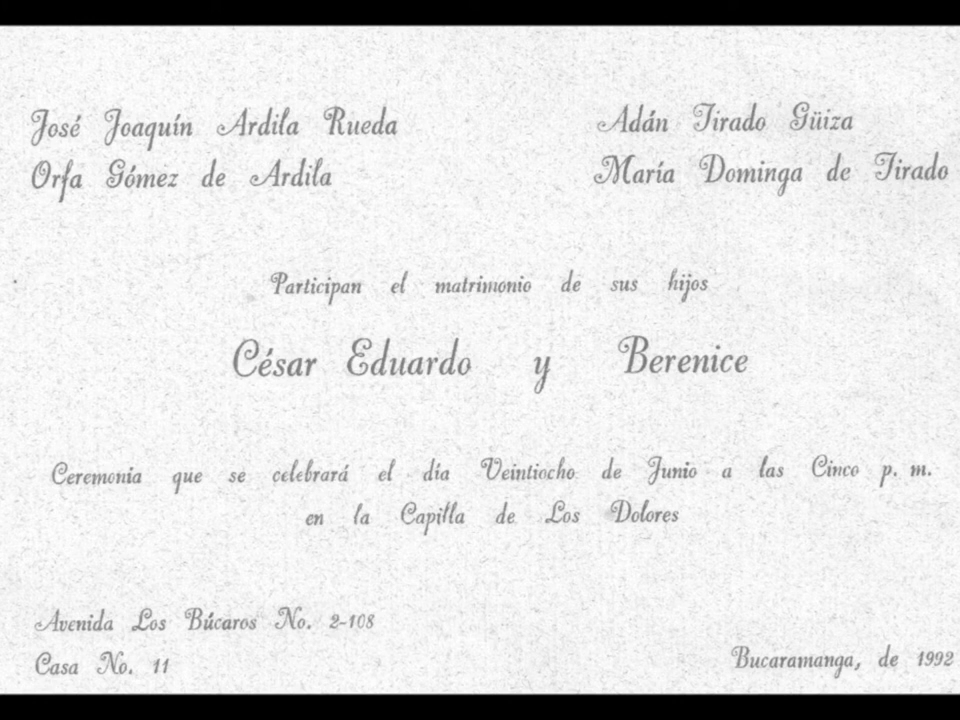 José Joaquín Ardila Rueda
Orfa Gómez de Ardila
Adán Tirado Güiza
María Dominga de Tirado
Participan el matrimonio de sus hijos
César Eduardo y Berenice
Ceremonia que se celebrará el día Veintiocho de Junio a las Cinco p. m.
en la Capilla de Los Dolores
Avenida Los Búcaros No. 2-108
Casa No. 11
Bucaramanga, de 1992